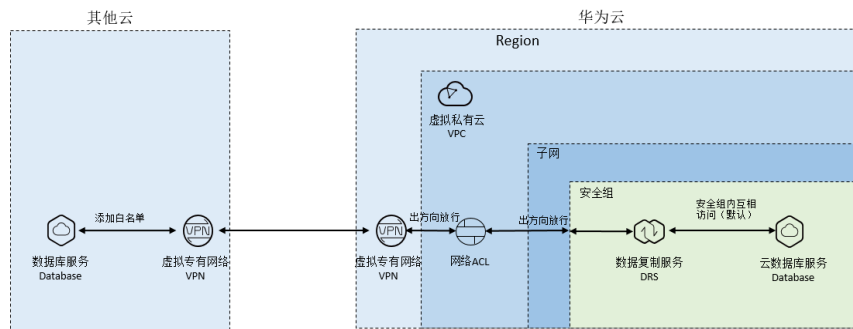 其他云
华为云
Region
虚拟私有云
VPC
子网
安全组
添加白名单
出方向放行
出方向放行
安全组内互相
访问（默认）
VPN
VPN
数据库服务
Database
虚拟专有网络
VPN
虚拟专有网络
VPN
网络ACL
数据复制服务
DRS
云数据库服务
Database